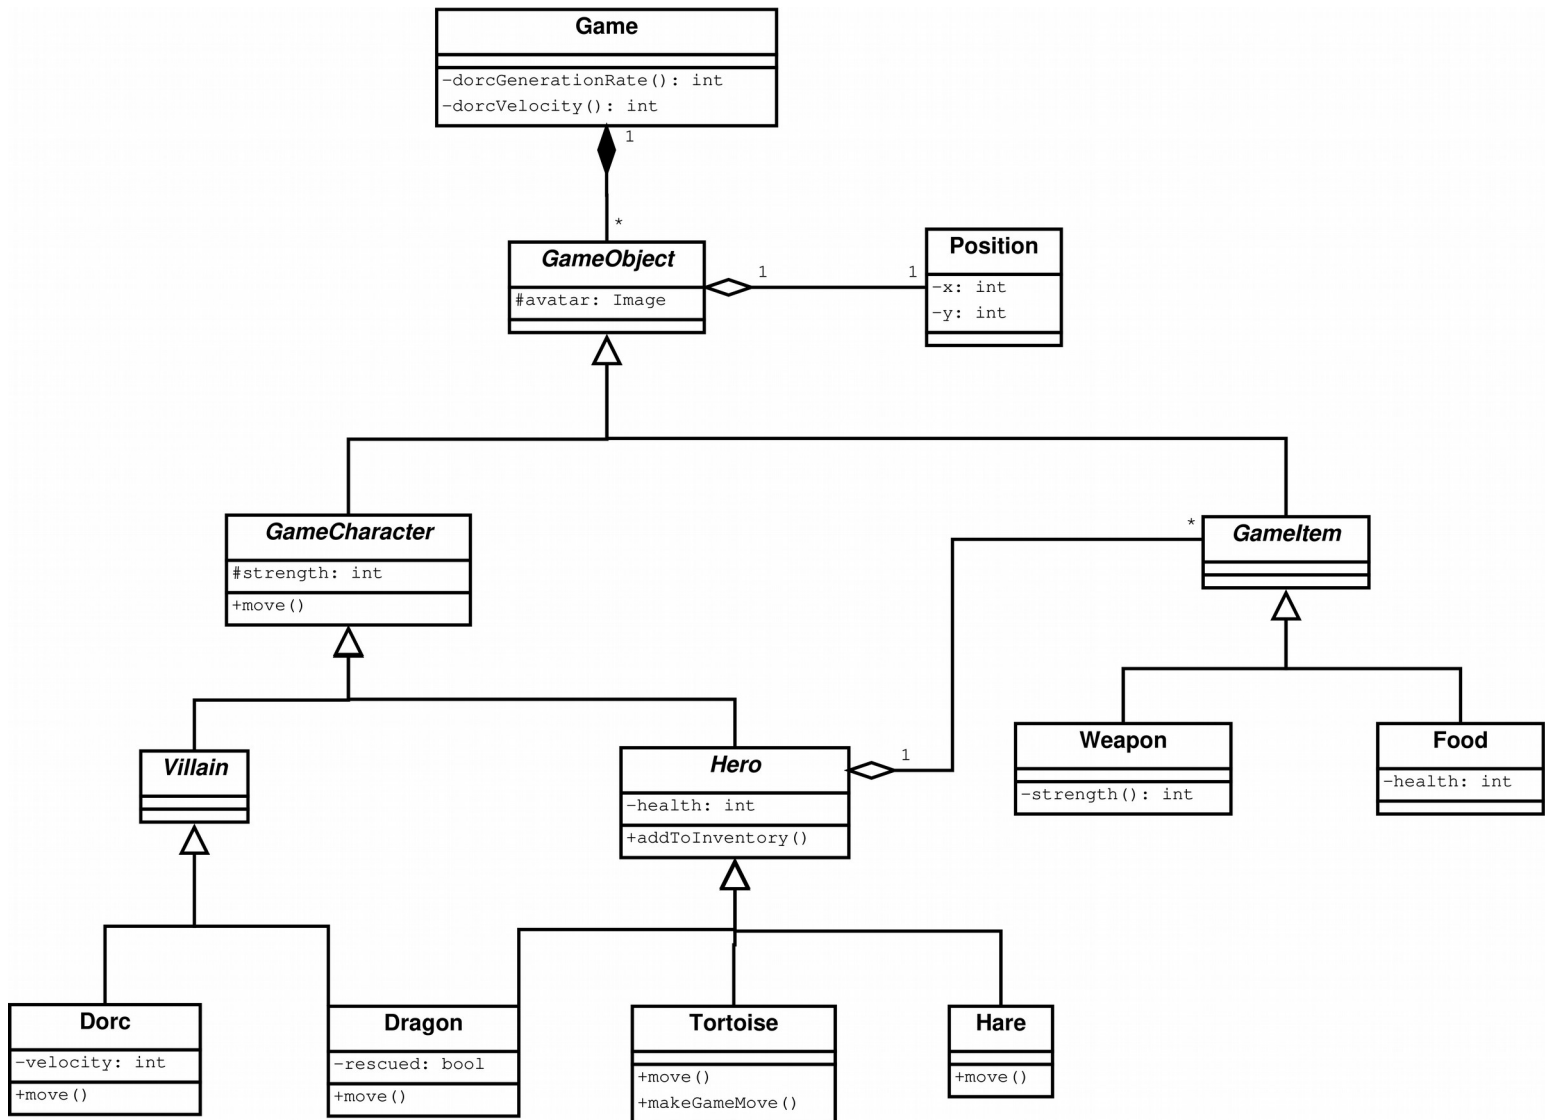 Game
-dorcGenerationRate(): int
-dorcVelocity(): int
1
*
GameObject
#avatar: Image
1
1
Position
-x: int
-y: int
GameCharacter
#strength: int
+move()
*
GameItem
Villain
Hero
-health: int
+addToInventory()
1
Weapon
-strength(): int
Food
-health: int
Dorc
-velocity: int
+move()
Dragon
-rescued: bool
+move()
Tortoise
+move()
+makeGameMove()
Hare
+move()